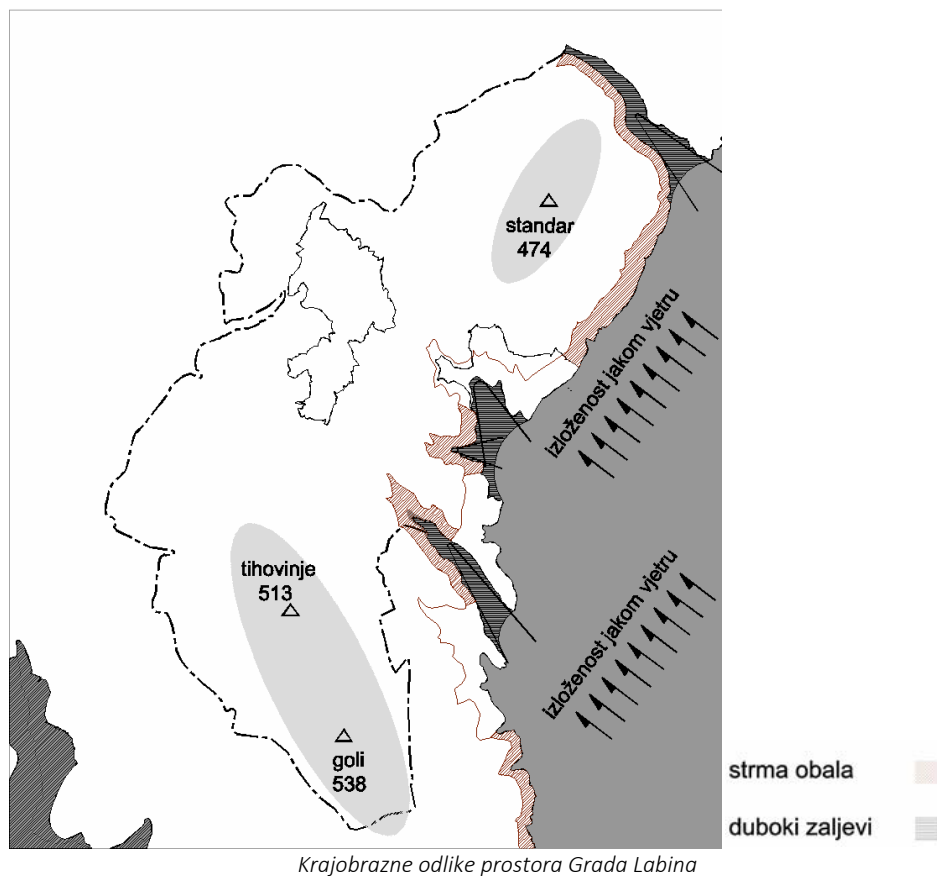 standar
474
izloženost jakom vjetru
tihovinje
513
izloženost jakom vjetru
goli
538
strma obala
duboki zaljevi
Krajobrazne odlike prostora Grada Labina